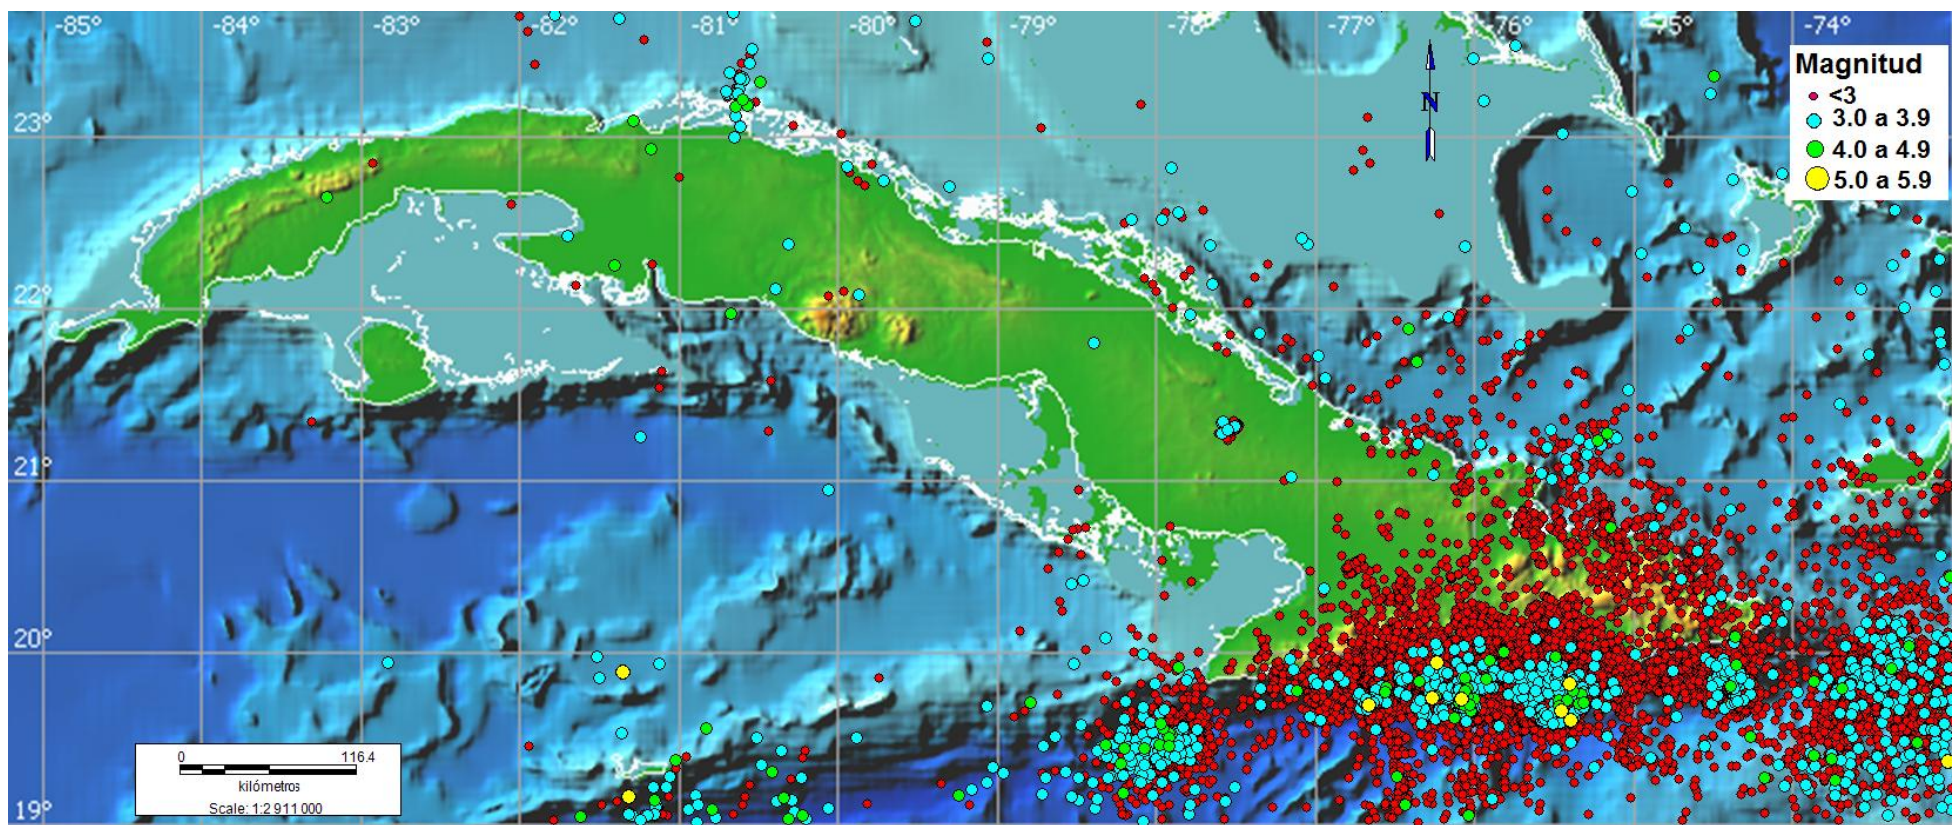 -85° -84° -83° -82° -81° -80° -79° -78° -77° -76° -75° -74°
Magnitud
<3
3.0 a 3.9
4.0 a 4.9
5.0 a 5.9
N
23°
22°
21°
20°
19°
0 116.4
kilómetros
Scale: 1:2 911 000